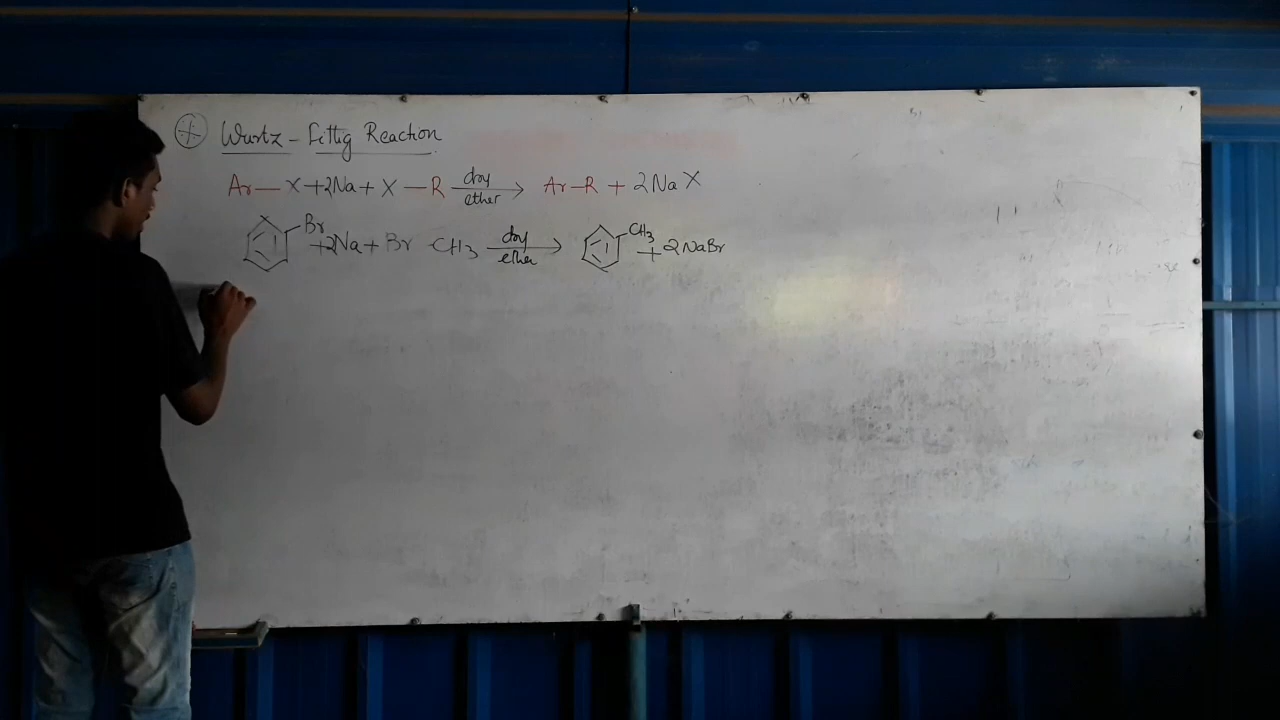 Wurtz - Fittig Reaction
Ar — X + 2Na + X — R dry ether → Ar - R + 2NaX
Br + 2Na + Br CH3 dry ether → CH3 + 2NaBr